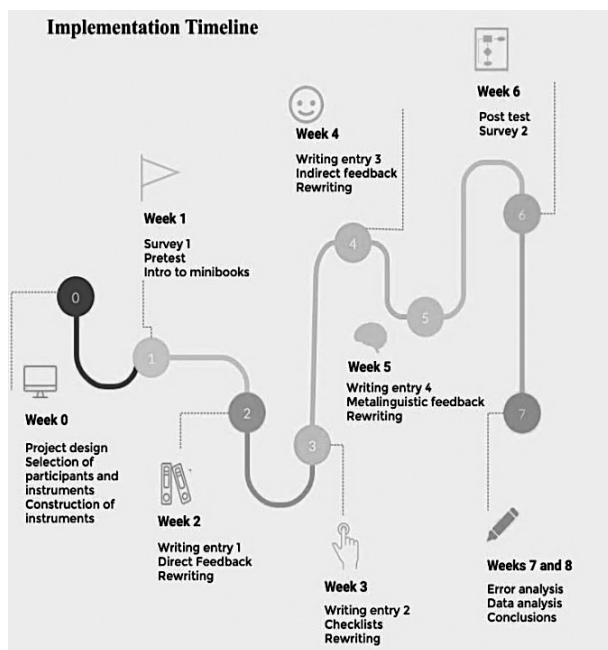 Implementation Timeline
0
Week 0
Project design
Selection of
participants and
instruments
Construction of
instruments
1
Week 1
Survey 1
Pretest
Intro to minibooks
2
Week 2
Writing entry 1
Direct Feedback
Rewriting
3
Week 3
Writing entry 2
Checklists
Rewriting
4
Week 4
Writing entry 3
Indirect feedback
Rewriting
5
Week 5
Writing entry 4
Metalinguistic feedback
Rewriting
6
Week 6
Post test
Survey 2
7
Weeks 7 and 8
Error analysis
Data analysis
Conclusions